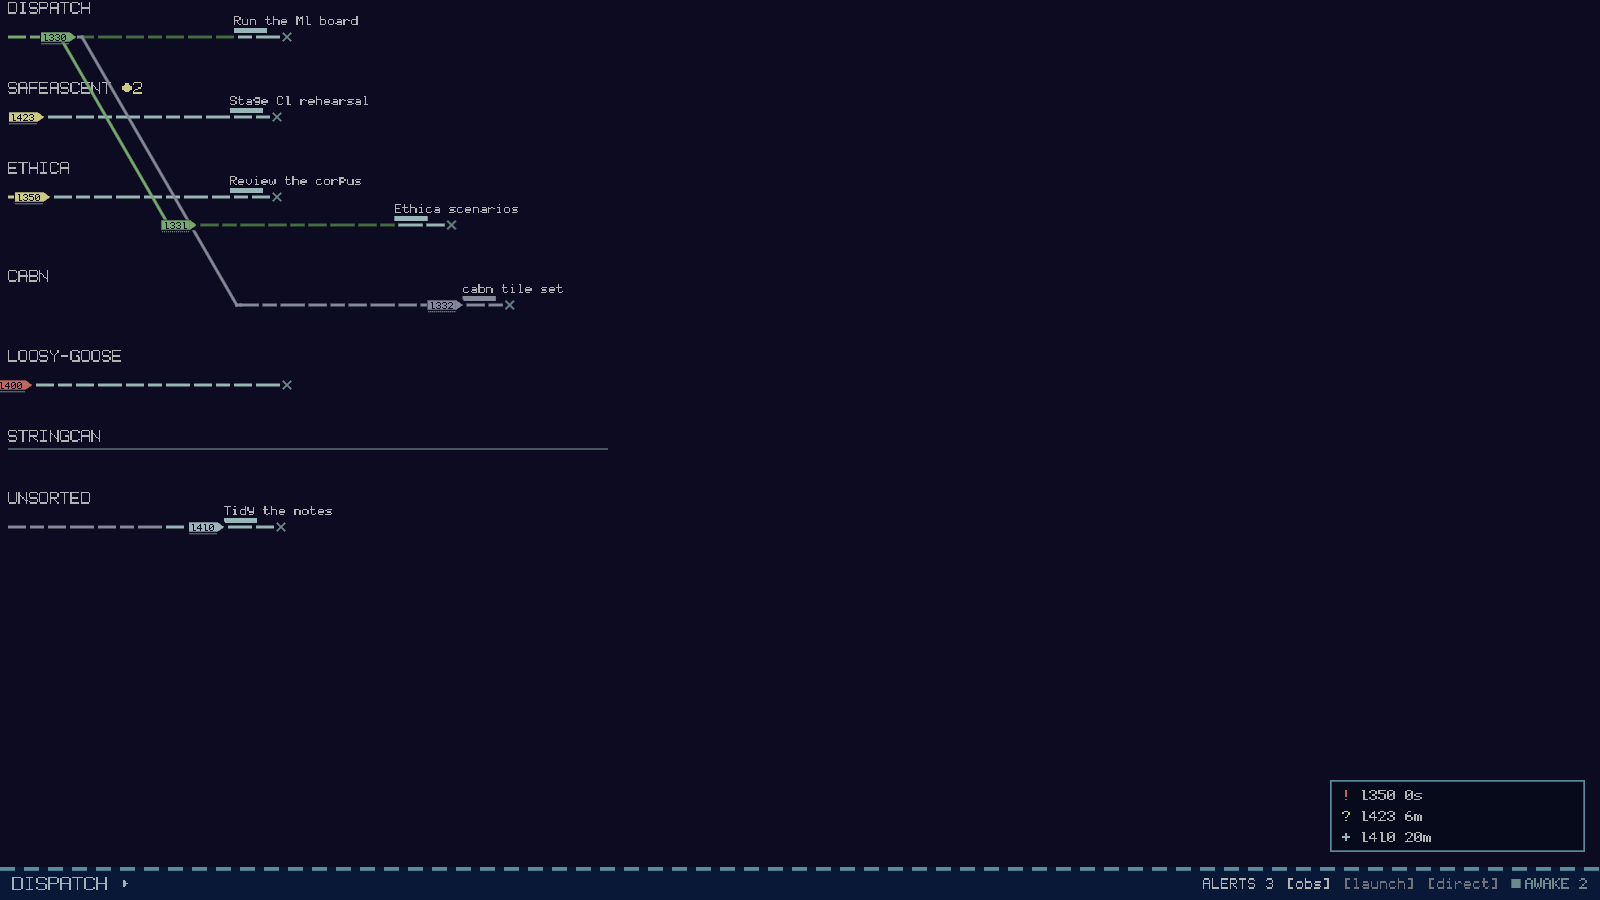 DISPATCH
Run the M1 board
1330
SAFEASCENT ◆2
Stage C1 rehearsal
1423
ETHICA
Review the corpus
1350
Ethica scenarios
1331
CABN
cabn tile set
1332
LOOSY-GOOSE
1400
STRINGCAN
UNSORTED
Tidy the notes
1410
! 1350 0s
? 1423 6m
+ 1410 20m
DISPATCH
ALERTS 3 [obs] [launch] [direct] AWAKE 2